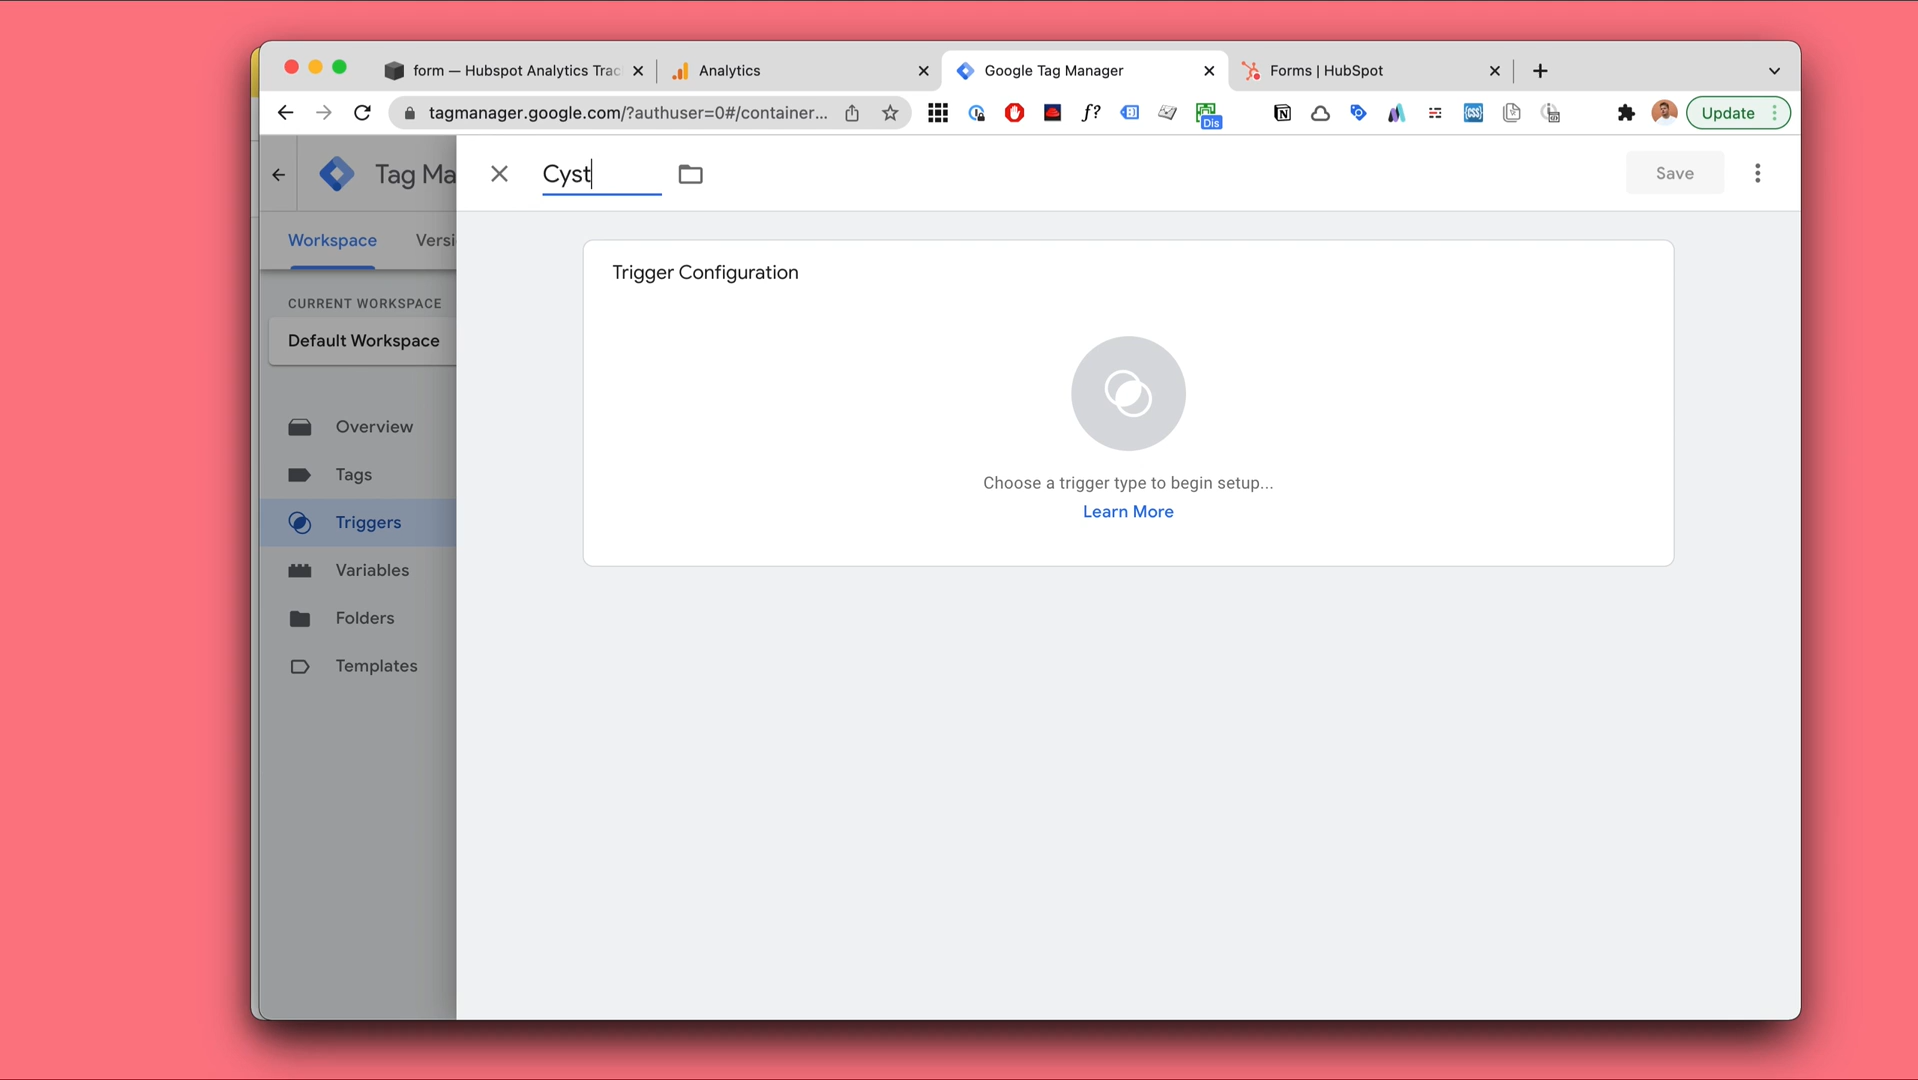 form — Hubspot Analytics Trac
Analytics
Google Tag Manager
Forms | HubSpot
tagmanager.google.com/?authuser=0#/container...
f?
Dis
{css}
Update
Tag Ma
Cyst
Save
Workspace
Versi
Trigger Configuration
CURRENT WORKSPACE
Default Workspace
Overview
Tags
Choose a trigger type to begin setup...
Learn More
Triggers
Variables
Folders
Templates